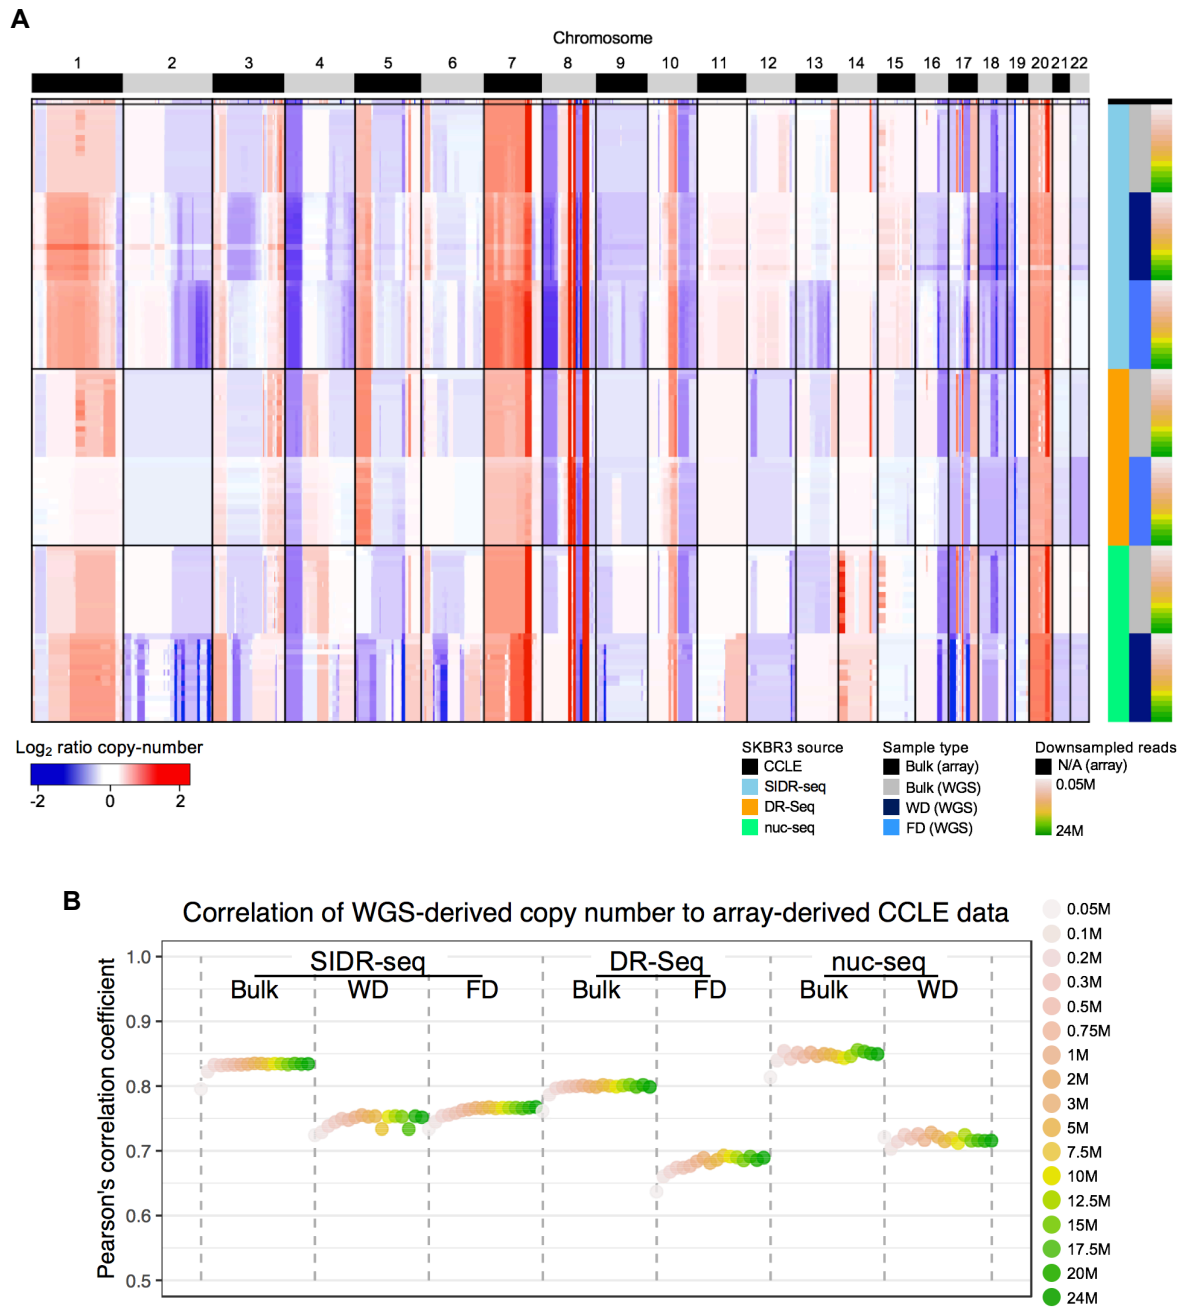 A
Chromosome
1 2 3 4 5 6 7 8 9 10 11 12 13 14 15 16 17 18 19 20 21 22
Log2 ratio copy-number
-2 0 2
SKBR3 source
CCLE
SIDR-seq
DR-Seq
nuc-seq
Sample type
Bulk (array)
Bulk (WGS)
WD (WGS)
FD (WGS)
Downsampled reads
N/A (array)
0.05M
24M
B
Correlation of WGS-derived copy number to array-derived CCLE data
Pearson's correlation coefficient
1.0
0.9
0.8
0.7
0.6
0.5
SIDR-seq DR-Seq nuc-seq
Bulk WD FD Bulk FD Bulk WD
0.05M
0.1M
0.2M
0.3M
0.5M
0.75M
1M
2M
3M
5M
7.5M
10M
12.5M
15M
17.5M
20M
24M